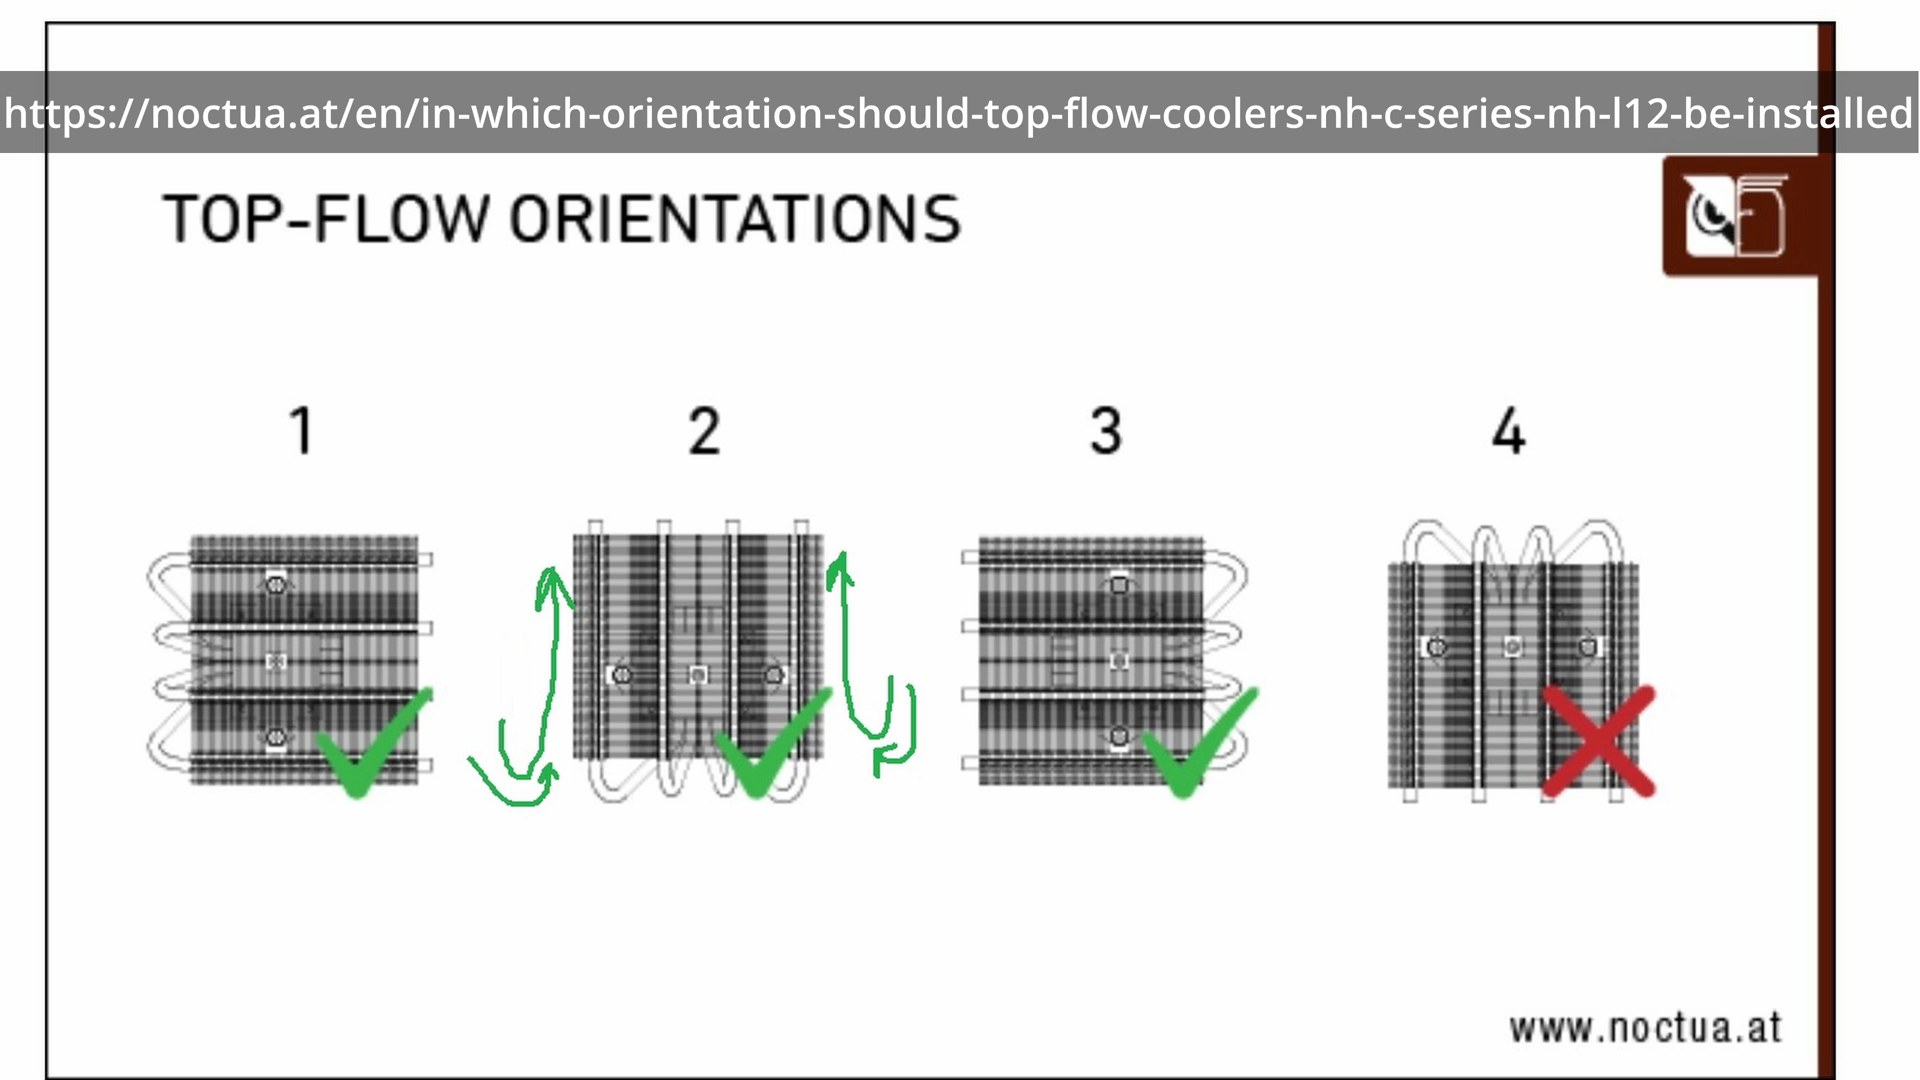 https://noctua.at/en/in-which-orientation-should-top-flow-coolers-nh-c-series-nh-l12-be-installed
TOP-FLOW ORIENTATIONS
1 2 3 4
www.noctua.at